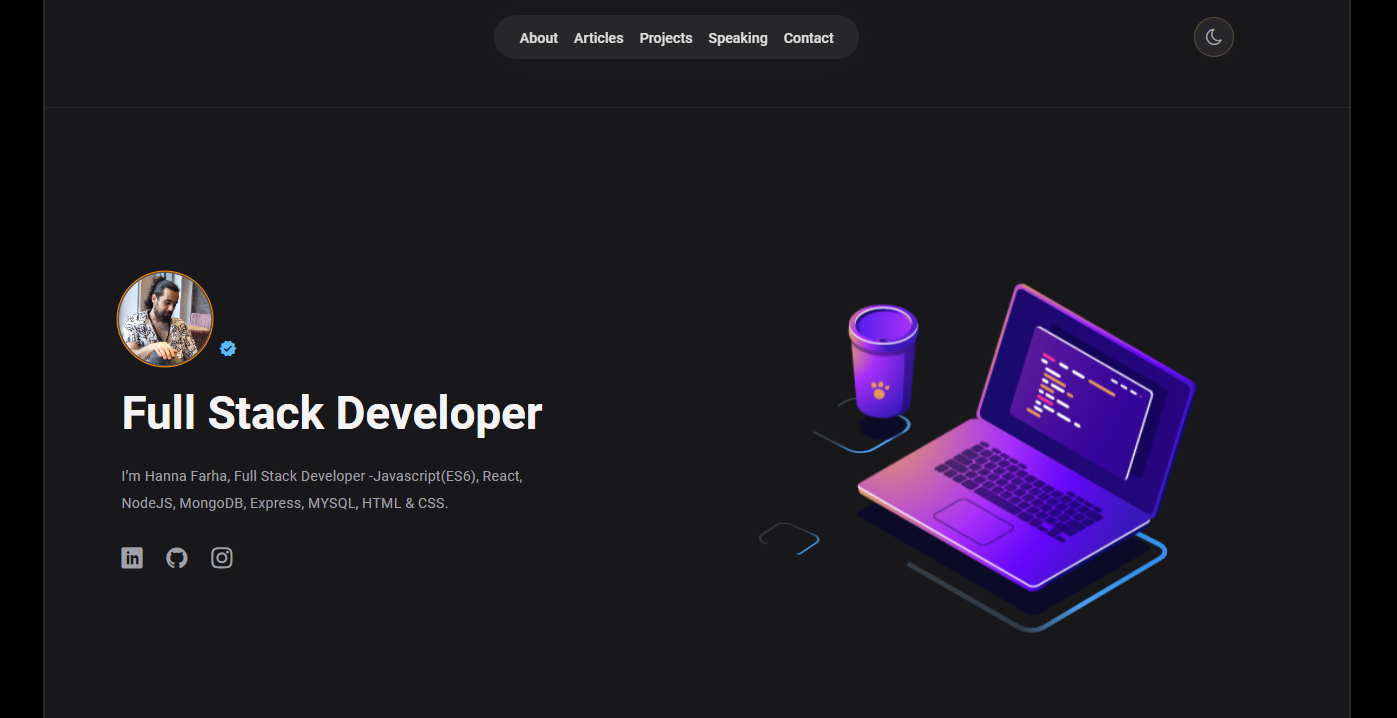 About Articles Projects Speaking Contact
Full Stack Developer
I'm Hanna Farha, Full Stack Developer -Javascript(ES6), React,
NodeJS, MongoDB, Express, MYSQL, HTML & CSS.
in